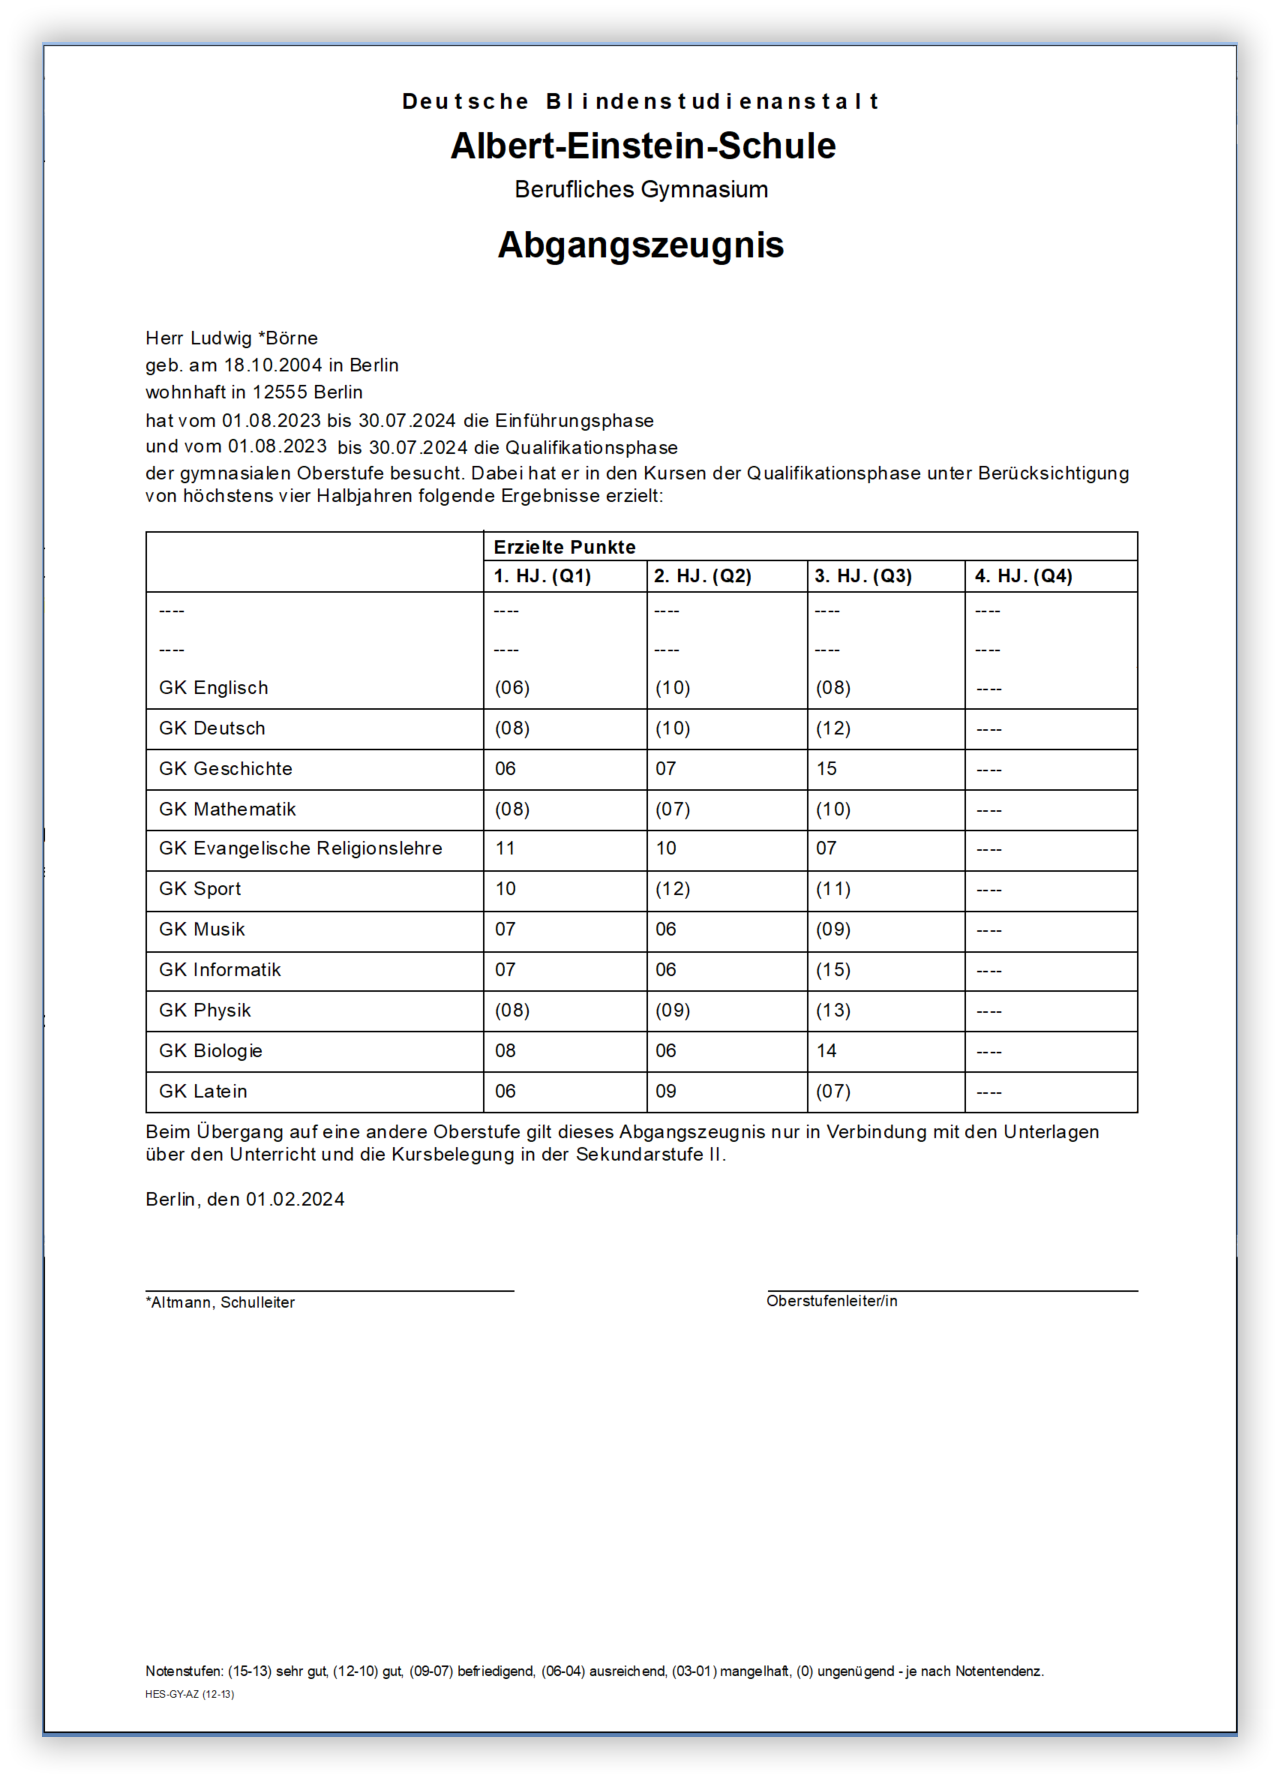 Deutsche Blindenstudienanstalt
Albert-Einstein-Schule
Berufliches Gymnasium
Abgangszeugnis
Herr Ludwig *Börne
geb. am 18.10.2004 in Berlin
wohnhaft in 12555 Berlin
hat vom 01.08.2023 bis 30.07.2024 die Einführungsphase
und vom 01.08.2023 bis 30.07.2024 die Qualifikationsphase
der gymnasialen Oberstufe besucht. Dabei hat er in den Kursen der Qualifikationsphase unter Berücksichtigung
von höchstens vier Halbjahren folgende Ergebnisse erzielt:
Erzielte Punkte
1. HJ. (Q1) 2. HJ. (Q2) 3. HJ. (Q3) 4. HJ. (Q4)
---- ---- ---- ---- ----
---- ---- ---- ---- ----
GK Englisch (06) (10) (08) ----
GK Deutsch (08) (10) (12) ----
GK Geschichte 06 07 15 ----
GK Mathematik (08) (07) (10) ----
GK Evangelische Religionslehre 11 10 07 ----
GK Sport 10 (12) (11) ----
GK Musik 07 06 (09) ----
GK Informatik 07 06 (15) ----
GK Physik (08) (09) (13) ----
GK Biologie 08 06 14 ----
GK Latein 06 09 (07) ----
Beim Übergang auf eine andere Oberstufe gilt dieses Abgangszeugnis nur in Verbindung mit den Unterlagen
über den Unterricht und die Kursbelegung in der Sekundarstufe II.
Berlin, den 01.02.2024
*Altmann, Schulleiter Oberstufenleiter/in
Notenstufen: (15-13) sehr gut, (12-10) gut, (09-07) befriedigend, (06-04) ausreichend, (03-01) mangelhaft, (0) ungenügend - je nach Notentendenz.
HES-GY-AZ (12-13)